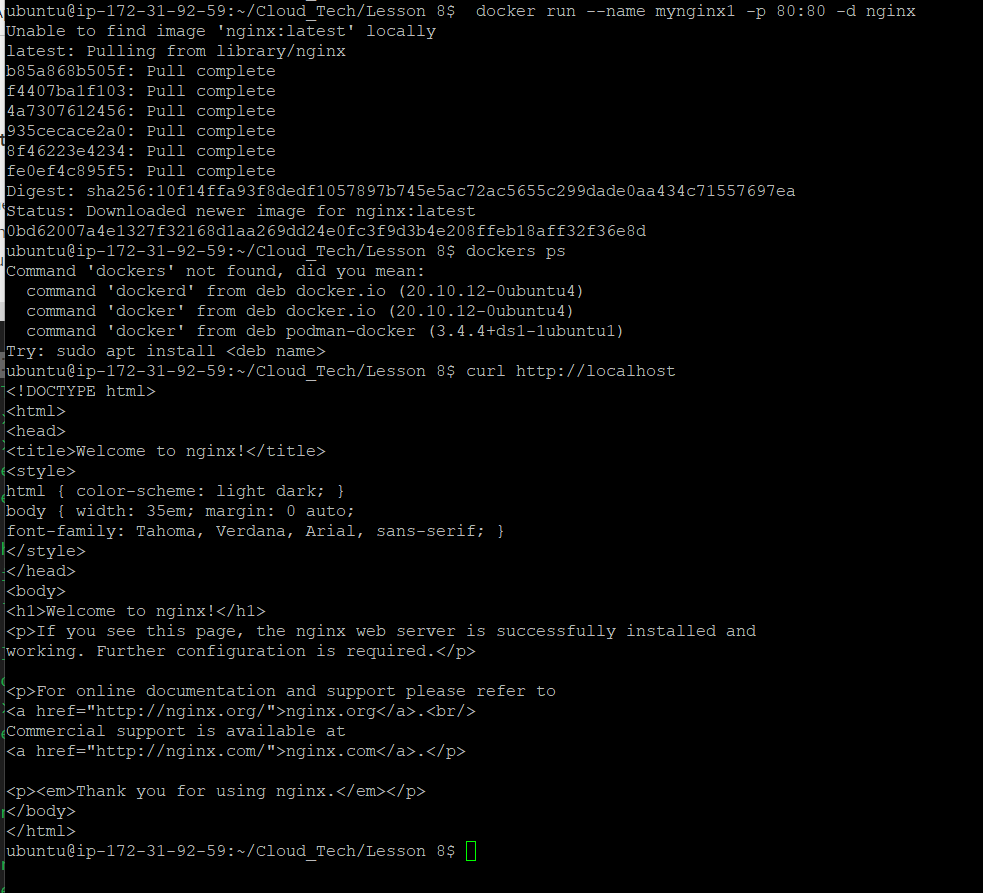 ubuntu@ip-172-31-92-59:~/Cloud_Tech/Lesson 8$  docker run --name mynginx1 -p 80:80 -d nginx
Unable to find image 'nginx:latest' locally
latest: Pulling from library/nginx
b85a868b505f: Pull complete
f4407ba1f103: Pull complete
4a7307612456: Pull complete
935cecace2a0: Pull complete
8f46223e4234: Pull complete
fe0ef4c895f5: Pull complete
Digest: sha256:10f14ffa93f8dedf1057897b745e5ac72ac5655c299dade0aa434c71557697ea
Status: Downloaded newer image for nginx:latest
0bd62007a4e1327f32168d1aa269dd24e0fc3f9d3b4e208ffeb18aff32f36e8d
ubuntu@ip-172-31-92-59:~/Cloud_Tech/Lesson 8$ dockers ps
Command 'dockers' not found, did you mean:
  command 'dockerd' from deb docker.io (20.10.12-0ubuntu4)
  command 'docker' from deb docker.io (20.10.12-0ubuntu4)
  command 'docker' from deb podman-docker (3.4.4+ds1-1ubuntu1)
Try: sudo apt install <deb name>
ubuntu@ip-172-31-92-59:~/Cloud_Tech/Lesson 8$ curl http://localhost
<!DOCTYPE html>
<html>
<head>
<title>Welcome to nginx!</title>
<style>
html { color-scheme: light dark; }
body { width: 35em; margin: 0 auto;
font-family: Tahoma, Verdana, Arial, sans-serif; }
</style>
</head>
<body>
<h1>Welcome to nginx!</h1>
<p>If you see this page, the nginx web server is successfully installed and
working. Further configuration is required.</p>

<p>For online documentation and support please refer to
<a href="http://nginx.org/">nginx.org</a>.<br/>
Commercial support is available at
<a href="http://nginx.com/">nginx.com</a>.</p>

<p><em>Thank you for using nginx.</em></p>
</body>
</html>
ubuntu@ip-172-31-92-59:~/Cloud_Tech/Lesson 8$